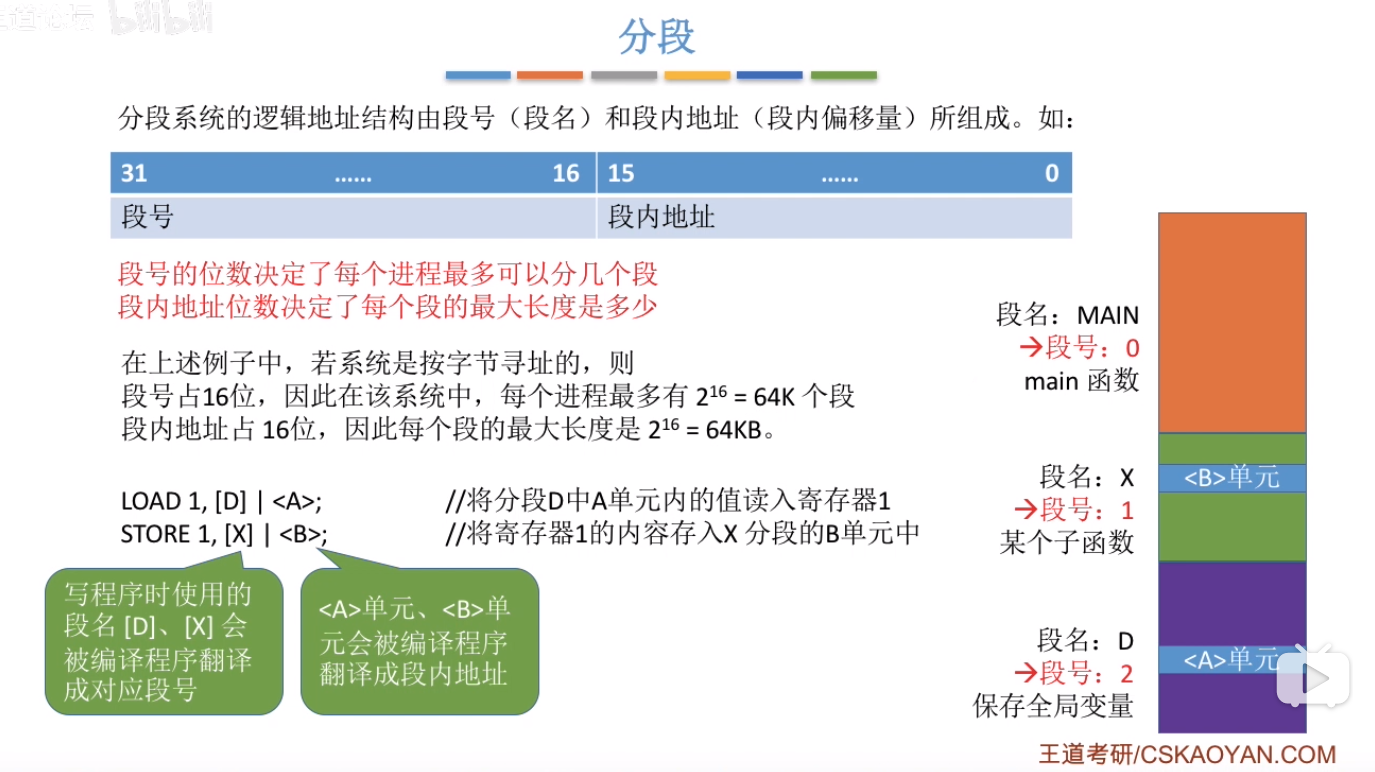 王道论坛 bilibili
分段
分段系统的逻辑地址结构由段号（段名）和段内地址（段内偏移量）所组成。如：
31 …… 16 15 …… 0
段号 段内地址
段号的位数决定了每个进程最多可以分几个段
段内地址位数决定了每个段的最大长度是多少
在上述例子中，若系统是按字节寻址的，则
段号占16位，因此在该系统中，每个进程最多有 2¹⁶ = 64K 个段
段内地址占 16位，因此每个段的最大长度是 2¹⁶ = 64KB。
LOAD 1, [D] | <A>; //将分段D中A单元内的值读入寄存器1
STORE 1, [X] | <B>; //将寄存器1的内容存入X 分段的B单元中
写程序时使用的
段名 [D]、[X] 会
被编译程序翻译
成对应段号
<A>单元、<B>单
元会被编译程序
翻译成段内地址
段名：MAIN
→段号：0
main 函数
段名：X
→段号：1
某个子函数
<B>单元
段名：D
→段号：2
保存全局变量
<A>单元
王道考研/CSKAOYAN.COM